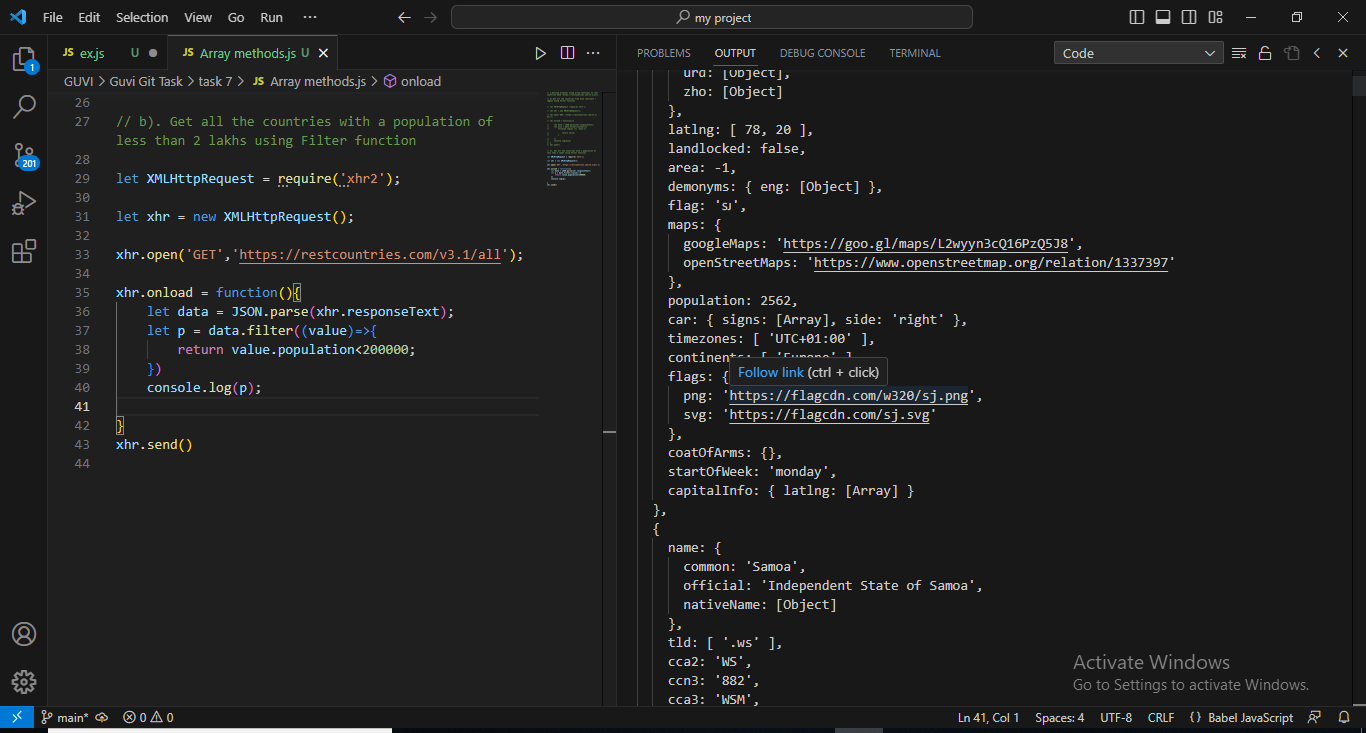 File Edit Selection View Go Run ··· my project
JS ex.js U ● JS Array methods.js U ×
GUVI > Guvi Git Task > task 7 > JS Array methods.js > onload
26
27 // b). Get all the countries with a population of
less than 2 lakhs using Filter function
28
29 let XMLHttpRequest = require('xhr2');
30
31 let xhr = new XMLHttpRequest();
32
33 xhr.open('GET','https://restcountries.com/v3.1/all');
34
35 xhr.onload = function(){
36 let data = JSON.parse(xhr.responseText);
37 let p = data.filter((value)=>{
38 return value.population<200000;
39 })
40 console.log(p);
41
42 }
43 xhr.send()
44
PROBLEMS OUTPUT DEBUG CONSOLE TERMINAL Code
urd: [Object],
zho: [Object]
},
latlng: [ 78, 20 ],
landlocked: false,
area: -1,
demonyms: { eng: [Object] },
maps: {
googleMaps: 'https://goo.gl/maps/L2wyyn3cQ16PzQ5J8',
openStreetMaps: 'https://www.openstreetmap.org/relation/1337397'
},
population: 2562,
car: { signs: [Array], side: 'right' },
timezones: [ 'UTC+01:00' ],
continents: [ 'Europe' ],
flags: {
Follow link (ctrl + click)
png: 'https://flagcdn.com/w320/sj.png',
svg: 'https://flagcdn.com/sj.svg'
},
coatOfArms: {},
startOfWeek: 'monday',
capitalInfo: { latlng: [Array] }
},
{
name: {
common: 'Samoa',
official: 'Independent State of Samoa',
nativeName: [Object]
},
tld: [ '.ws' ],
cca2: 'WS',
ccn3: '882',
cca3: 'WSM',
Activate Windows
Go to Settings to activate Windows.
1
201
main* 0 0 Ln 41, Col 1 Spaces: 4 UTF-8 CRLF {} Babel JavaScript